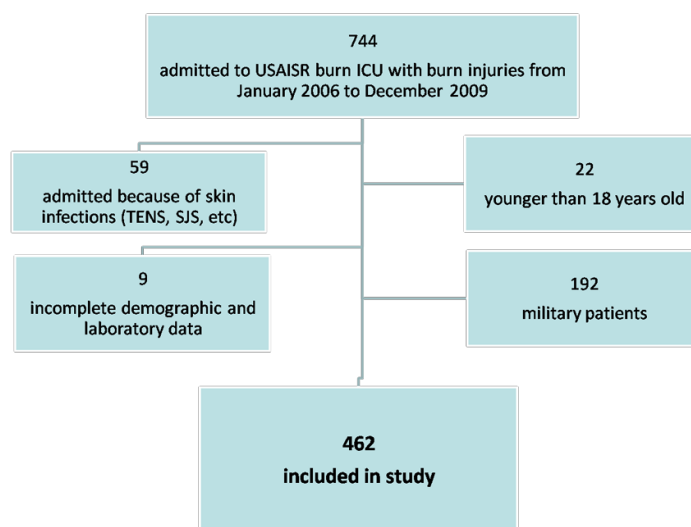 744
admitted to USAISR burn ICU with burn injuries from
January 2006 to December 2009
59
admitted because of skin
infections (TENS, SJS, etc)
22
younger than 18 years old
9
incomplete demographic and
laboratory data
192
military patients
462
included in study